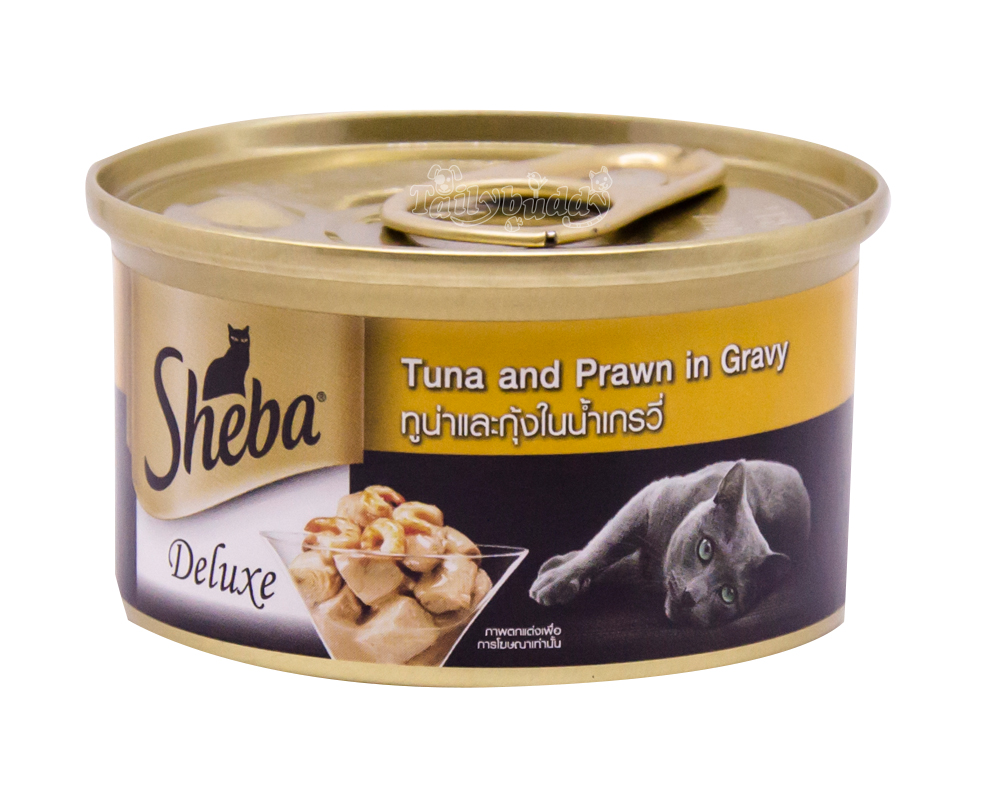 Tailybuddy
Sheba®
Deluxe
Tuna and Prawn in Gravy
ทูน่าและกุ้งในน้ำเกรวี่
ภาพตกแต่งเพื่อ
การโฆษณาเท่านั้น